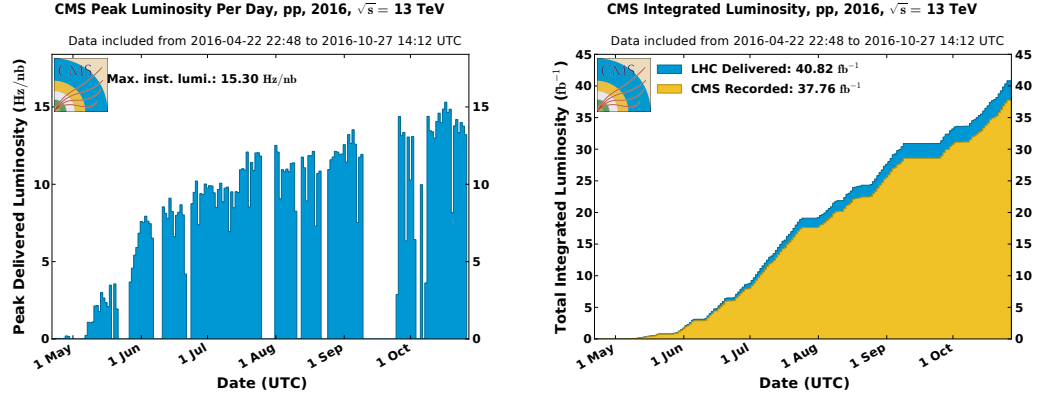 CMS Peak Luminosity Per Day, pp, 2016, √s = 13 TeV
Data included from 2016-04-22 22:48 to 2016-10-27 14:12 UTC
CMS
Max. inst. lumi.: 15.30 Hz/nb
Peak Delivered Luminosity (Hz/nb)
15
10
5
0
15
10
5
0
1 May
1 Jun
1 Jul
1 Aug
1 Sep
1 Oct
Date (UTC)
CMS Integrated Luminosity, pp, 2016, √s = 13 TeV
Data included from 2016-04-22 22:48 to 2016-10-27 14:12 UTC
CMS
LHC Delivered: 40.82 fb⁻¹
CMS Recorded: 37.76 fb⁻¹
Total Integrated Luminosity (fb⁻¹)
45
40
35
30
25
20
15
10
5
0
45
40
35
30
25
20
15
10
5
0
1 May
1 Jun
1 Jul
1 Aug
1 Sep
1 Oct
Date (UTC)